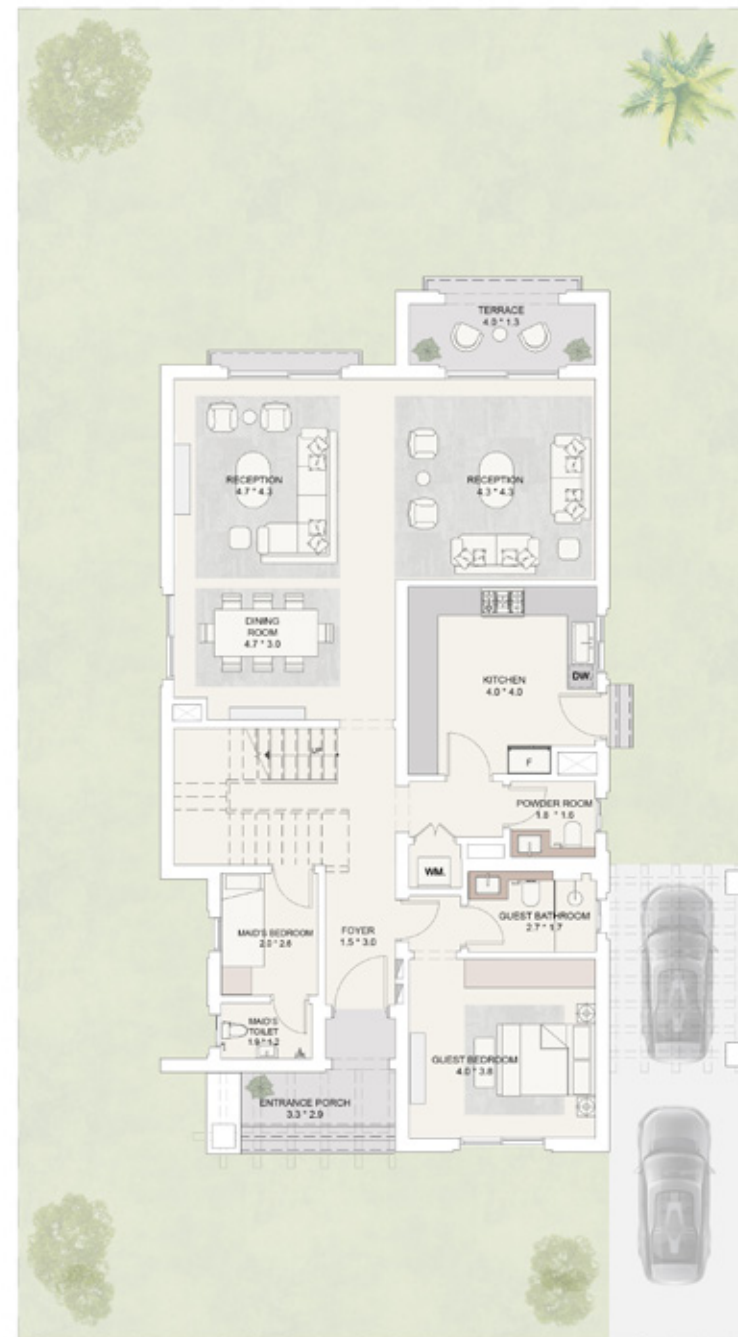 TERRACE
4.0 * 1.3
RECEPTION
4.7 * 4.3
RECEPTION
4.3 * 4.3
DINING
ROOM
4.7 * 3.0
KITCHEN
4.0 * 4.0
DW.
UP
F
POWDER ROOM
1.8 * 1.6
WM.
MAID'S BEDROOM
2.0 * 2.6
FOYER
1.5 * 3.0
GUEST BATHROOM
2.7 * 1.7
MAID'S
TOILET
1.9 * 1.2
GUEST BEDROOM
4.0 * 3.8
ENTRANCE PORCH
3.3 * 2.9